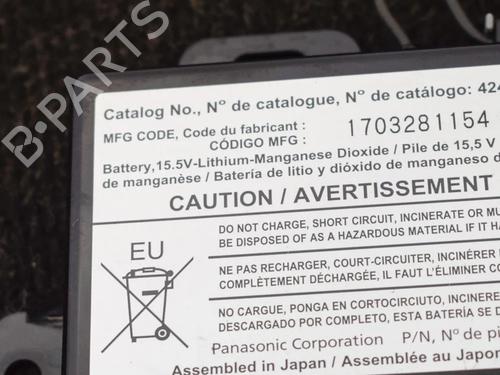 B-PARTS
Catalog No., Nº de catalogue, Nº de catálogo: 424
MFG CODE, Code du fabricant :
CÓDIGO MFG :
1703281154
Battery,15.5V-Lithium-Manganese Dioxide / Pile de 15,5 V
de manganèse / Batería de litio y dióxido de manganeso d
CAUTION / AVERTISSEMENT
EU
DO NOT CHARGE, SHORT CIRCUIT, INCINERATE OR MU
BE DISPOSED OF AS A HAZARDOUS MATERIAL IF IT H
NE PAS RECHARGER, COURT-CIRCUITER, INCINÉRER
COMPLÈTEMENT DÉCHARGÉE, IL FAUT L'ÉLIMINER C
NO CARGUE, PONGA EN CORTOCIRCUITO, INCINERE
DESCARGADO POR COMPLETO, ESTA BATERÍA SE D
Panasonic Corporation P/N, Nº de pi
Assembled in Japan / Assemblée au Japon